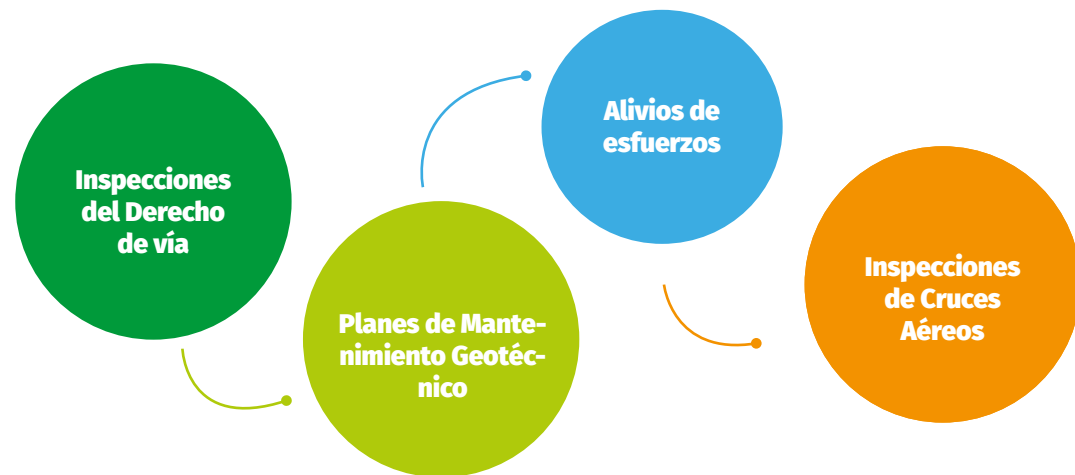 Inspecciones
del Derecho
de vía
Planes de Mante-
nimiento Geotéc-
nico
Alivios de
esfuerzos
Inspecciones
de Cruces
Aéreos